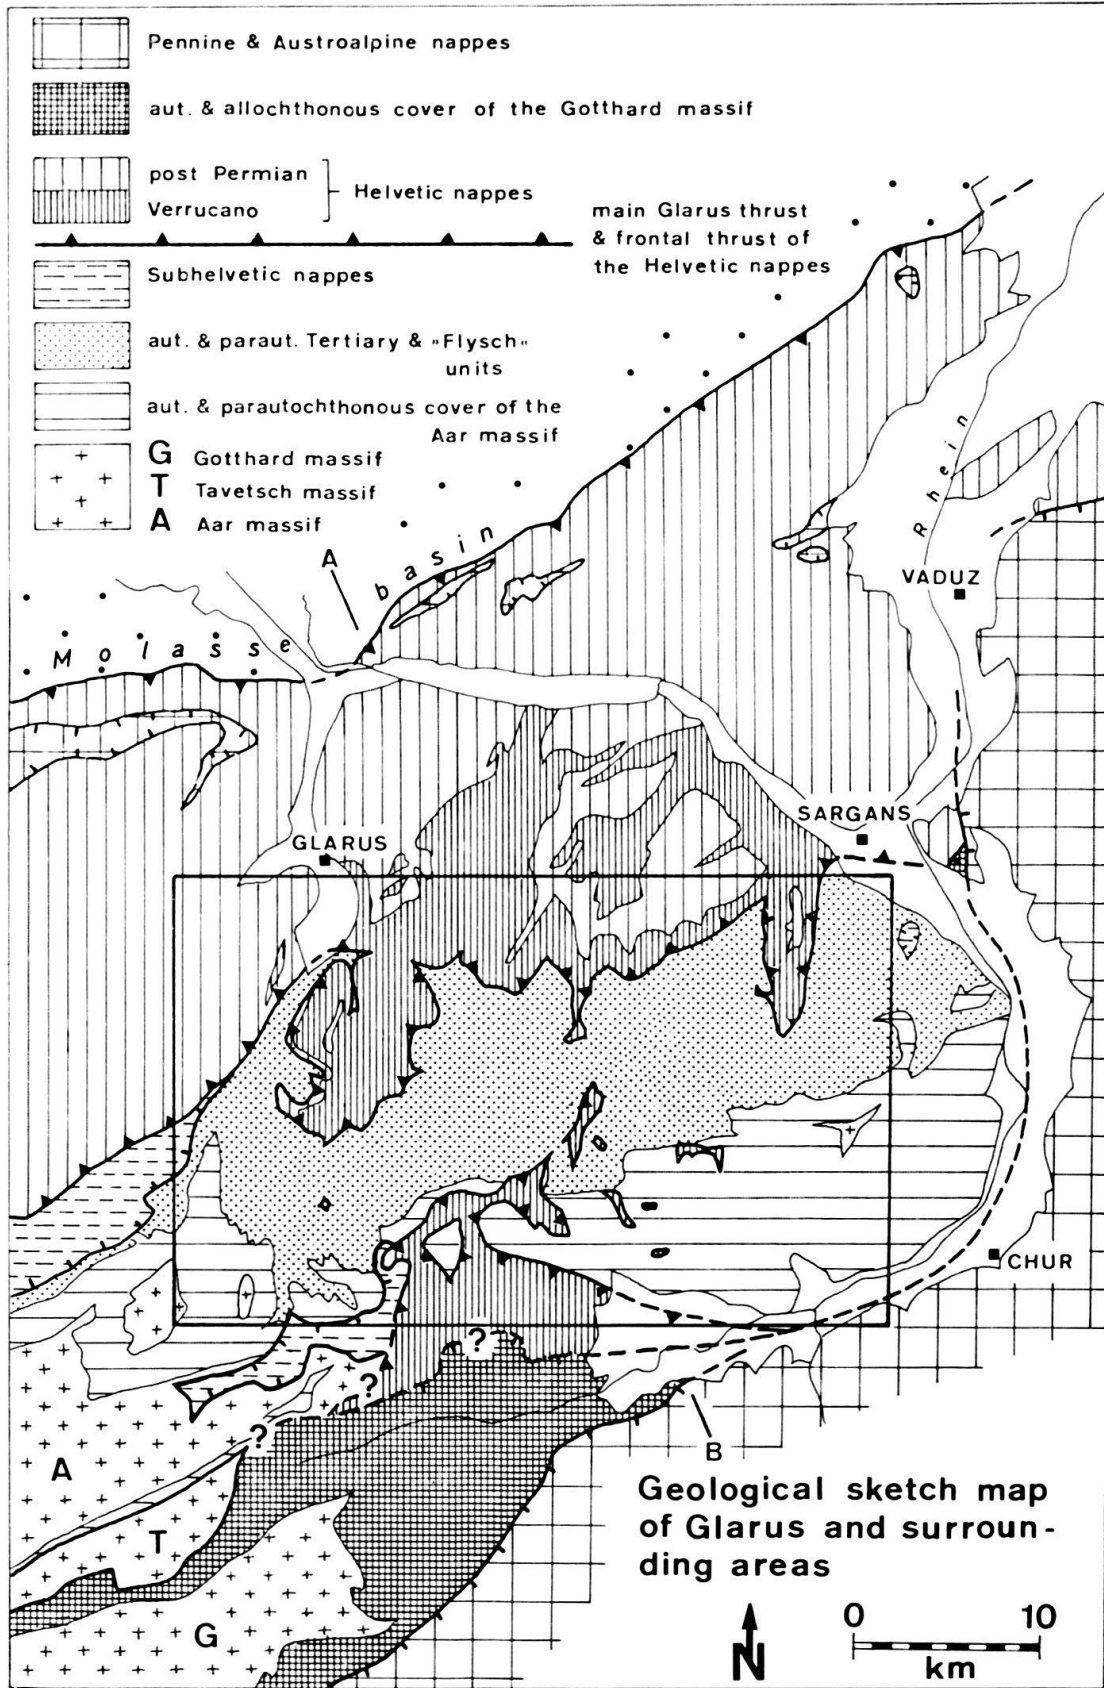 Pennine & Austroalpine nappes
aut. & allochthonous cover of the Gotthard massif
post Permian
Verrucano
Helvetic nappes
main Glarus thrust
& frontal thrust of
the Helvetic nappes
Subhelvetic nappes
aut. & paraut. Tertiary & »Flysch«
units
aut. & parautochthonous cover of the
Aar massif
G Gotthard massif
T Tavetsch massif
A Aar massif
A
Molasse basin
Rhein
VADUZ
SARGANS
GLARUS
CHUR
?
?
?
A
T
G
B
Geological sketch map
of Glarus and surroun-
ding areas
N
0 10
km